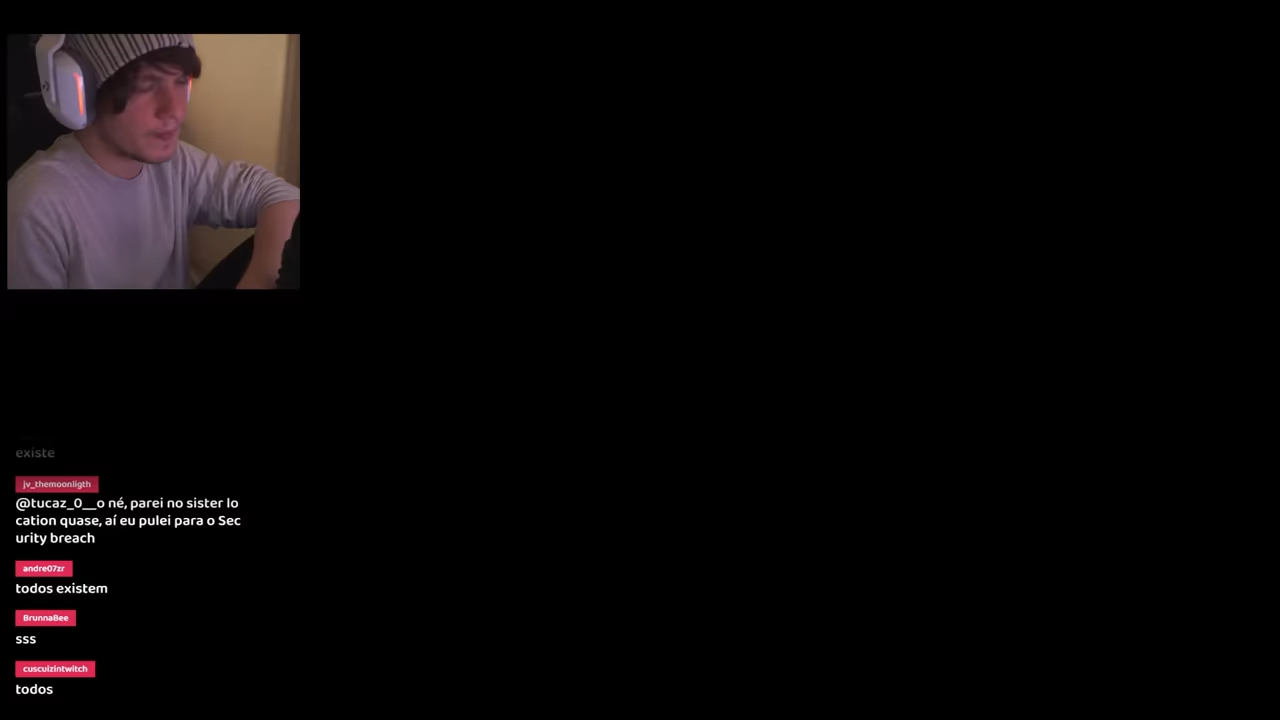 existe
jv_themoonligth
@tucaz_0__o né, parei no sister lo
cation quase, aí eu pulei para o Sec
urity breach
andre07zr
todos existem
BrunnaBee
sss
cuscuizintwitch
todos